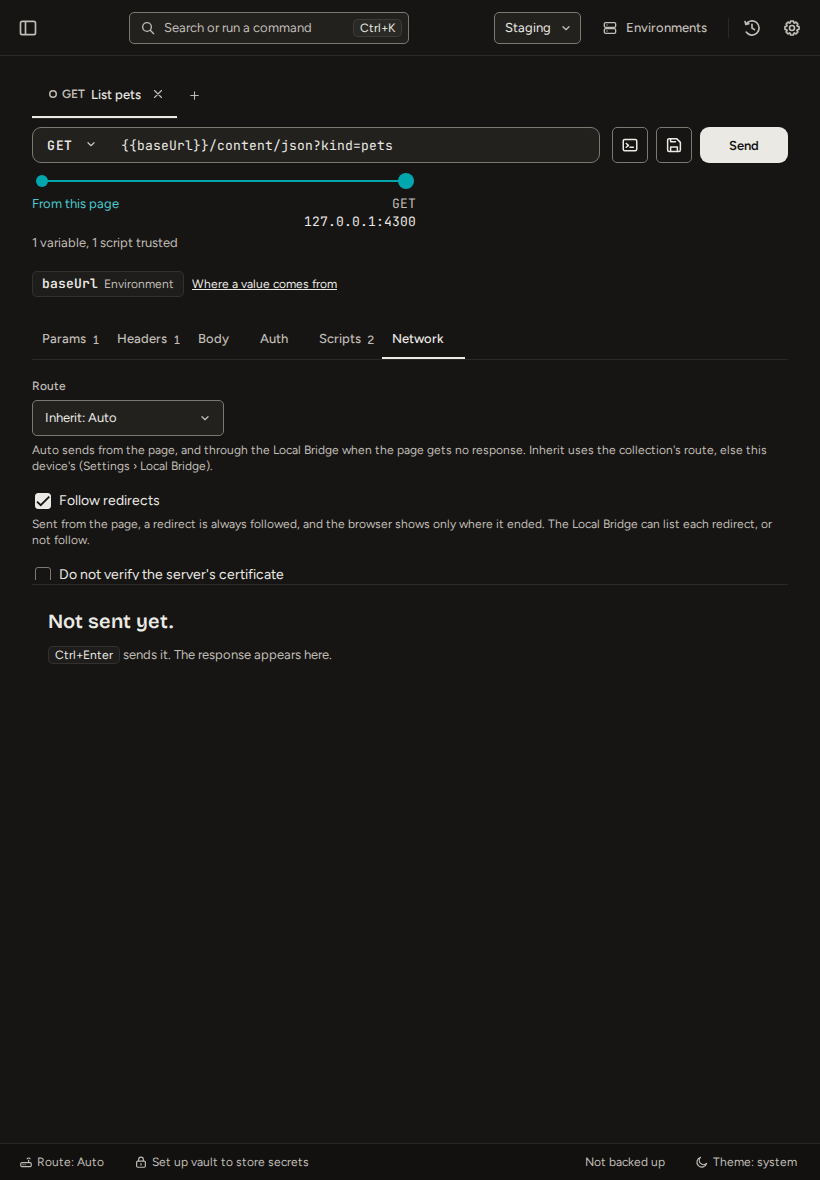 Search or run a command Ctrl+K Staging Environments
GET List pets
GET {{baseUrl}}/content/json?kind=pets Send
From this page GET
127.0.0.1:4300
1 variable, 1 script trusted
baseUrl Environment Where a value comes from
Params 1 Headers 1 Body Auth Scripts 2 Network
Route
Inherit: Auto
Auto sends from the page, and through the Local Bridge when the page gets no response. Inherit uses the collection's route, else this
device's (Settings › Local Bridge).
Follow redirects
Sent from the page, a redirect is always followed, and the browser shows only where it ended. The Local Bridge can list each redirect, or
not follow.
Do not verify the server's certificate
Not sent yet.
Ctrl+Enter sends it. The response appears here.
Route: Auto Set up vault to store secrets Not backed up Theme: system